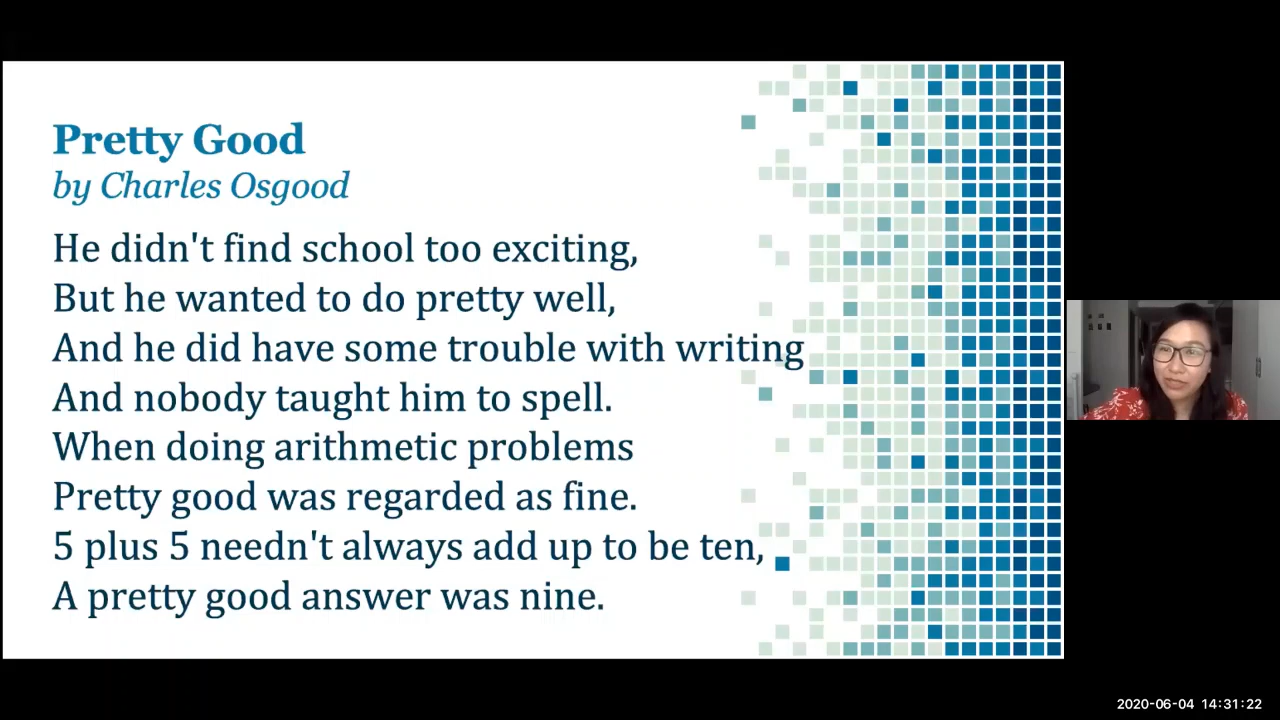 Pretty Good
by Charles Osgood
He didn't find school too exciting,
But he wanted to do pretty well,
And he did have some trouble with writing
And nobody taught him to spell.
When doing arithmetic problems
Pretty good was regarded as fine.
5 plus 5 needn't always add up to be ten,
A pretty good answer was nine.
2020-06-04 14:31:22